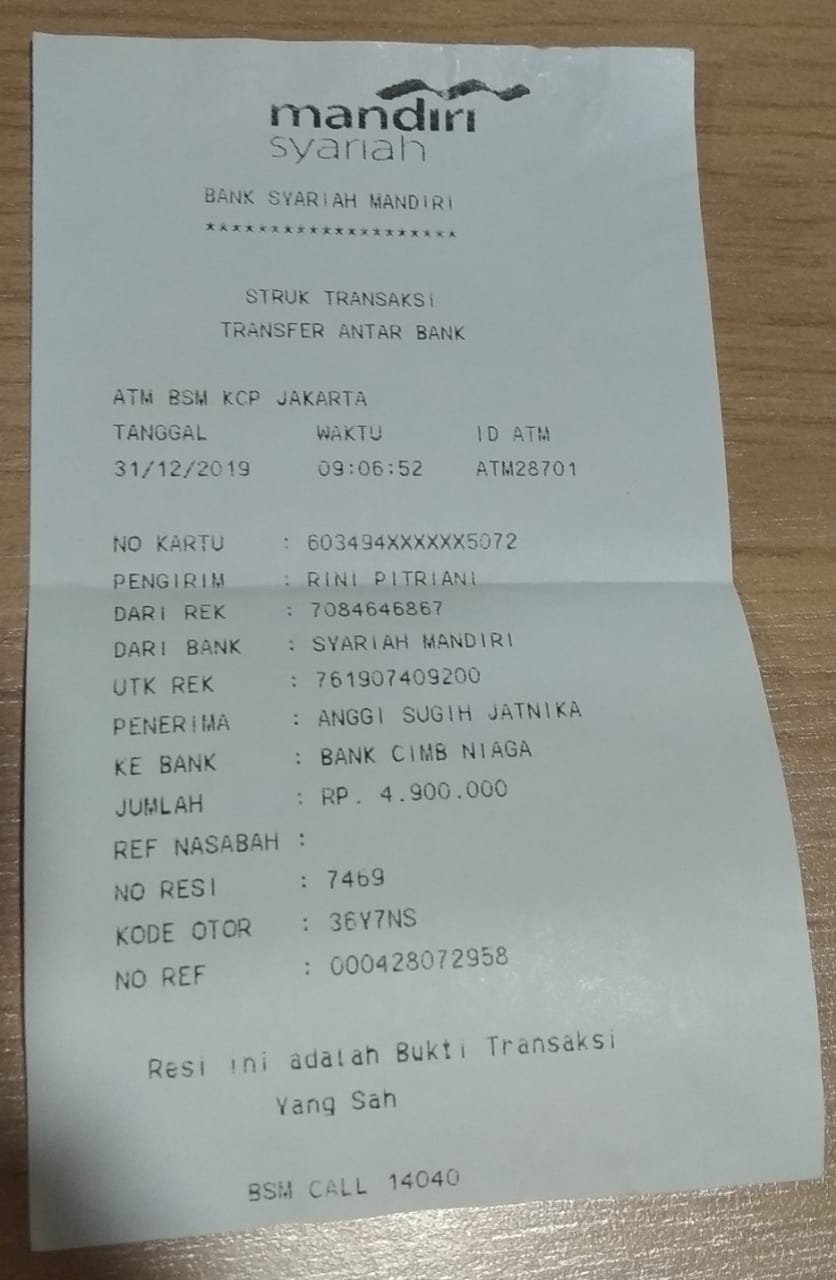 mandiri
syariah
BANK SYARIAH MANDIRI
********************
STRUK TRANSAKSI
TRANSFER ANTAR BANK
ATM BSM KCP JAKARTA
TANGGAL WAKTU ID ATM
31/12/2019 09:06:52 ATM28701
NO KARTU : 603494XXXXXX5072
PENGIRIM : RINI PITRIANI
DARI REK : 7084646867
DARI BANK : SYARIAH MANDIRI
UTK REK : 761907409200
PENERIMA : ANGGI SUGIH JATNIKA
KE BANK : BANK CIMB NIAGA
JUMLAH : RP. 4.900.000
REF NASABAH :
NO RESI : 7469
KODE OTOR : 36Y7NS
NO REF : 000428072958
Resi ini adalah Bukti Transaksi
Yang Sah
BSM CALL 14040